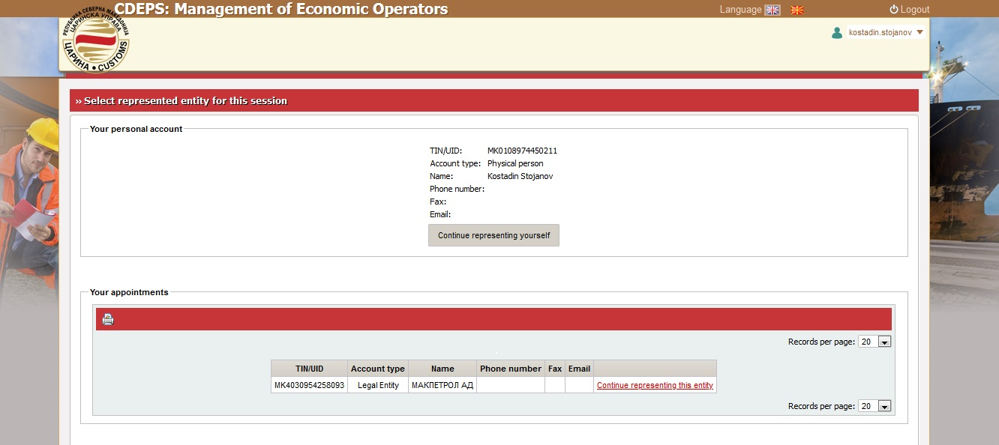 CDEPS: Management of Economic Operators
Language
Logout
РЕПУБЛИКА СЕВЕРНА МАКЕДОНИЈА
ЦАРИНСКА УПРАВА
ЦАРИНА • CUSTOMS
kostadin.stojanov
» Select represented entity for this session
Your personal account
TIN/UID: MK0108974450211
Account type: Physical person
Name: Kostadin Stojanov
Phone number:
Fax:
Email:
Continue representing yourself
Your appointments
Records per page: 20
TIN/UID Account type Name Phone number Fax Email
MK4030954258093 Legal Entity МАКПЕТРОЛ АД Continue representing this entity
Records per page: 20